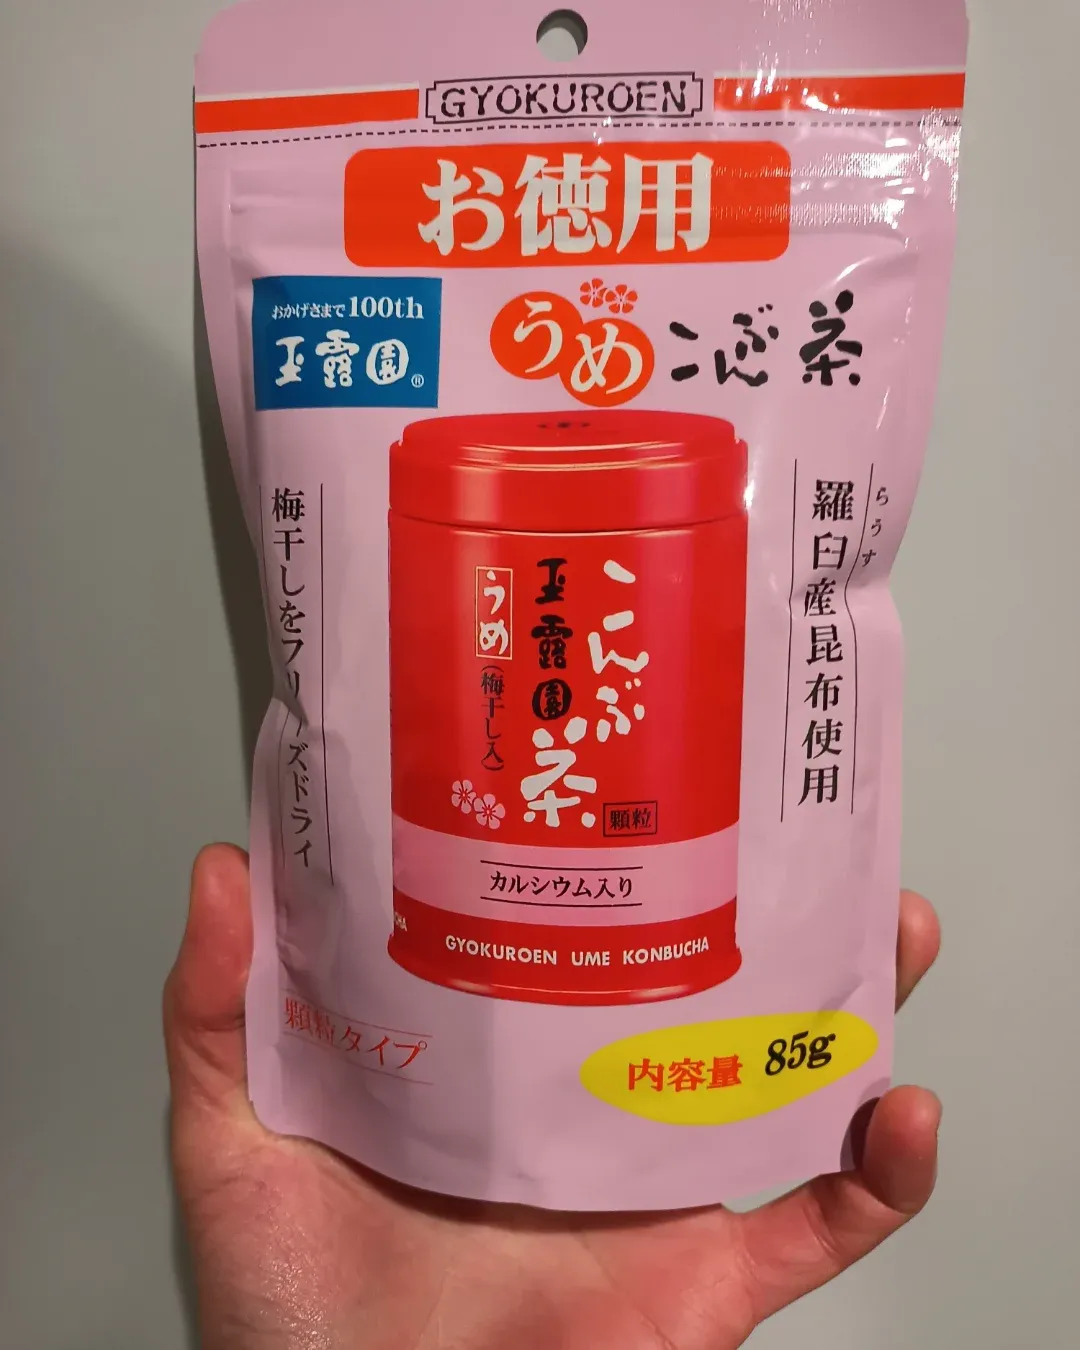 GYOKUROEN
お徳用
おかげさまで100th
玉露園®
うめこんぶ茶
らうす
羅臼産昆布使用
梅干しをフリーズドライ
こんぶ茶
玉露園
うめ
(梅干し入)
顆粒
カルシウム入り
CHA
GYOKUROEN UME KONBUCHA
顆粒タイプ
内容量 85g